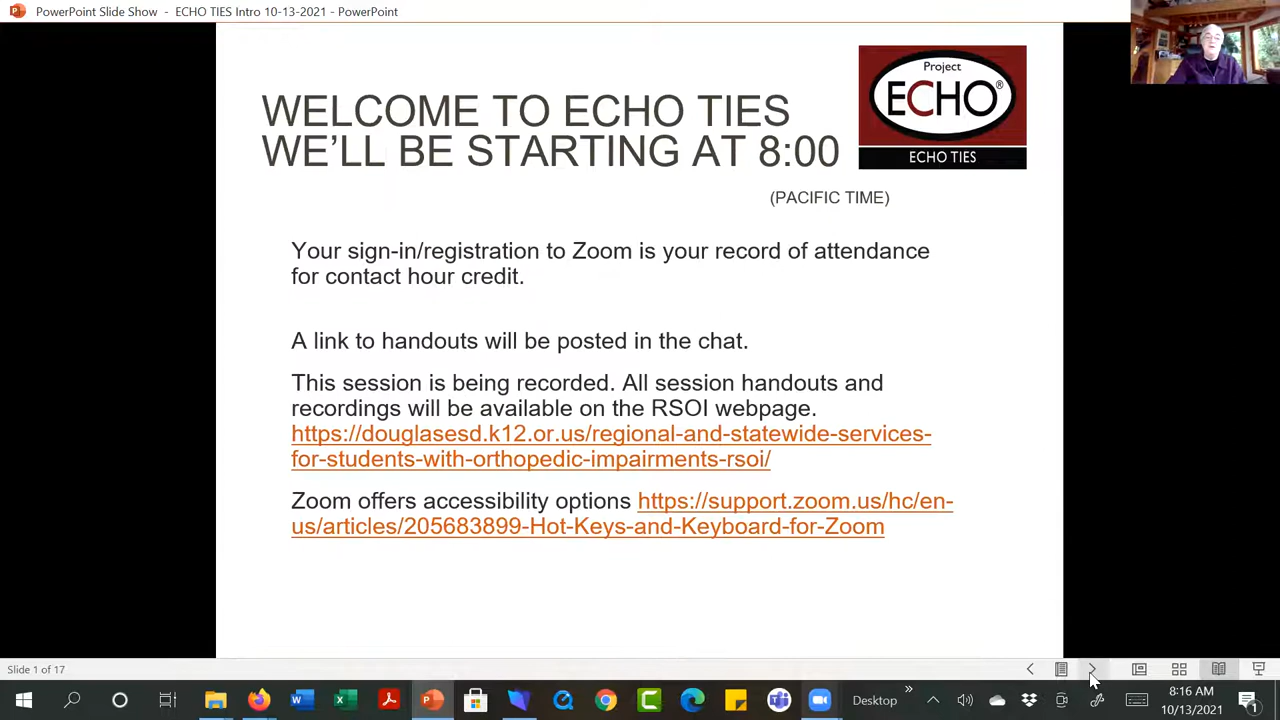 PowerPoint Slide Show - ECHO TIES Intro 10-13-2021 - PowerPoint
Project
ECHO®
ECHO TIES
WELCOME TO ECHO TIES
WE'LL BE STARTING AT 8:00
(PACIFIC TIME)
Your sign-in/registration to Zoom is your record of attendance
for contact hour credit.
A link to handouts will be posted in the chat.
This session is being recorded. All session handouts and
recordings will be available on the RSOI webpage.
https://douglasesd.k12.or.us/regional-and-statewide-services-
for-students-with-orthopedic-impairments-rsoi/
Zoom offers accessibility options https://support.zoom.us/hc/en-
us/articles/205683899-Hot-Keys-and-Keyboard-for-Zoom
Slide 1 of 17
Desktop
8:16 AM
10/13/2021
1